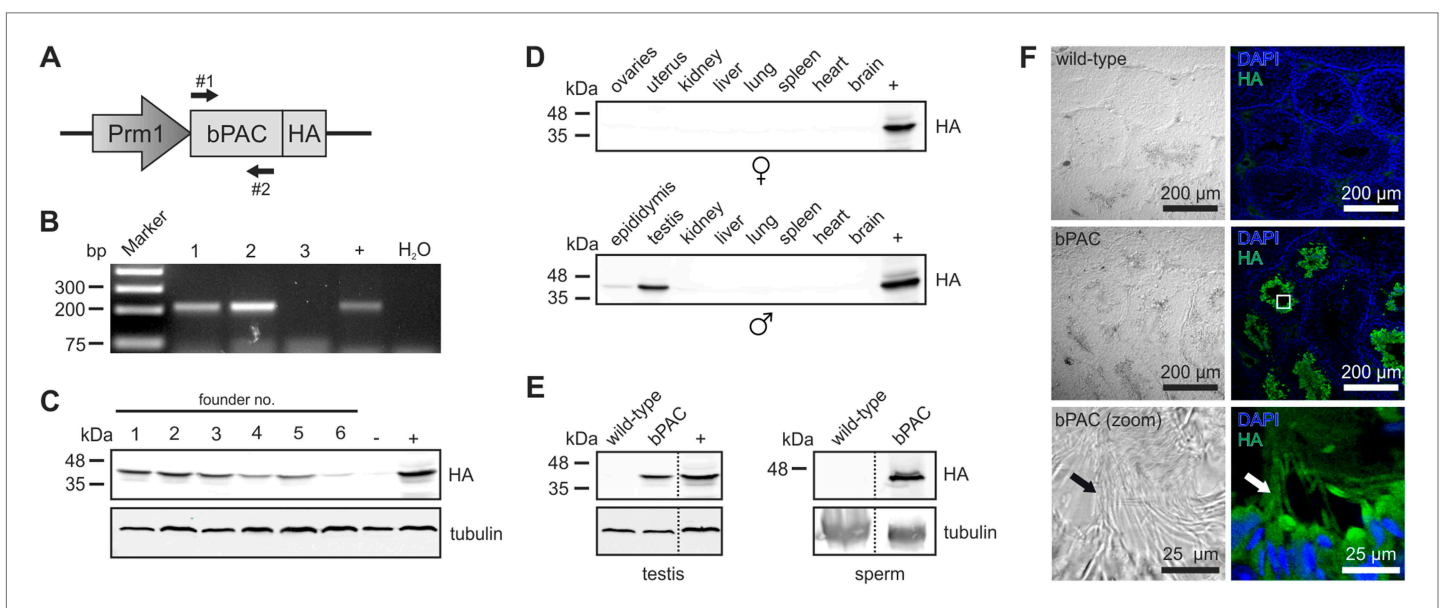 A
#1
Prm1
bPAC
HA
#2
B
bp
Marker
1 2 3 + H₂O
300
200
75
C
founder no.
kDa
1 2 3 4 5 6 - +
48
35
HA
tubulin
D
kDa
ovaries uterus kidney liver lung spleen heart brain +
48
35
HA
♀
kDa
epididymis testis kidney liver lung spleen heart brain +
48
35
HA
♂
E
kDa
wild-type bPAC +
48
35
HA
tubulin
testis
kDa
wild-type bPAC
48
HA
tubulin
sperm
F
wild-type
200 µm
DAPI
HA
200 µm
bPAC
200 µm
DAPI
HA
200 µm
bPAC (zoom)
25 µm
DAPI
HA
25 µm